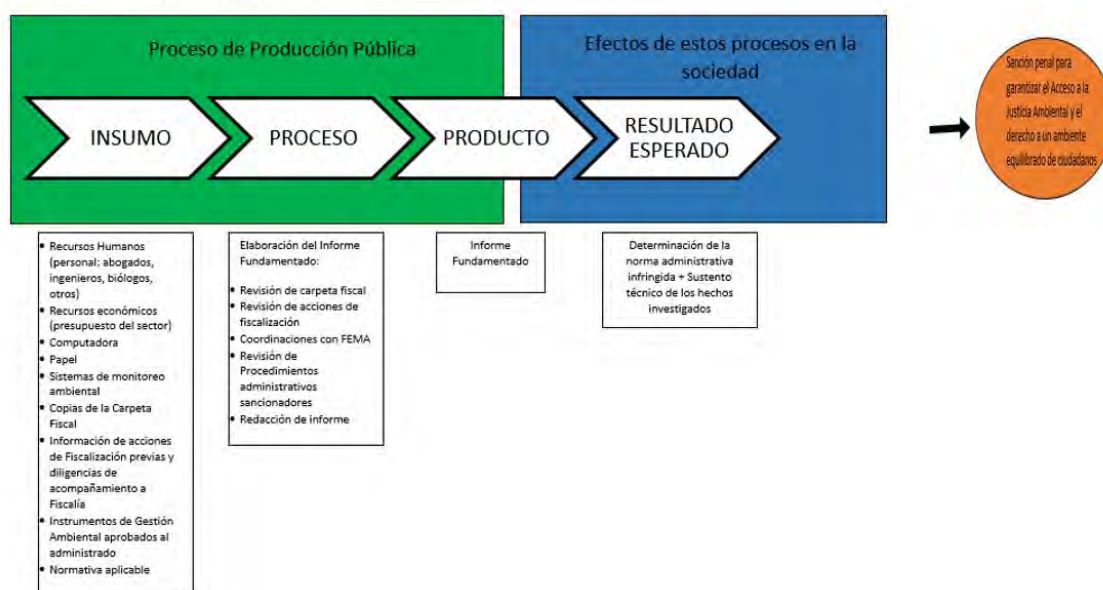 Proceso de Producción Pública
Efectos de estos procesos en la
sociedad
INSUMO
PROCESO
PRODUCTO
RESULTADO
ESPERADO
Sanción penal para
garantizar el Acceso a la
Justicia Ambiental y el
derecho a un ambiente
equilibrado de ciudadanos
• Recursos Humanos
(personal: abogados,
ingenieros, biólogos,
otros)
• Recursos económicos
(presupuesto del sector)
• Computadora
• Papel
• Sistemas de monitoreo
ambiental
• Copias de la Carpeta
Fiscal
• Información de acciones
de Fiscalización previas y
diligencias de
acompañamiento a
Fiscalía
• Instrumentos de Gestión
Ambiental aprobados al
administrado
• Normativa aplicable
Elaboración del Informe
Fundamentado:
• Revisión de carpeta fiscal
• Revisión de acciones de
fiscalización
• Coordinaciones con FEMA
• Revisión de
Procedimientos
administrativos
sancionadores
• Redacción de informe
Informe
Fundamentado
Determinación de la
norma administrativa
infringida + Sustento
técnico de los hechos
investigados